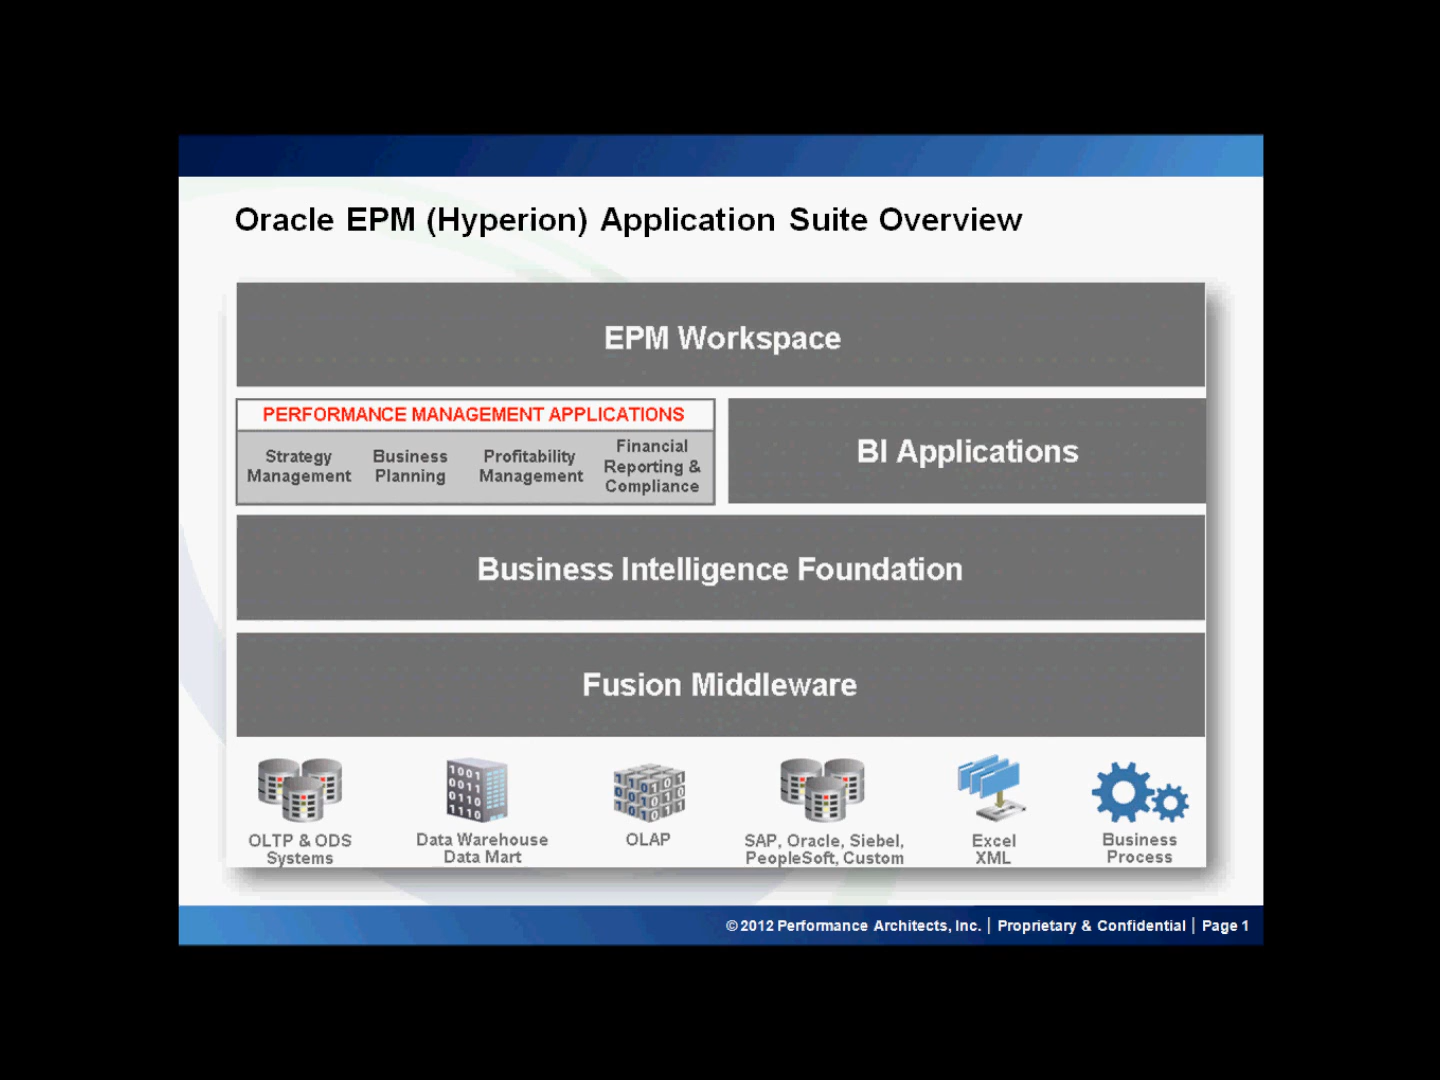 Oracle EPM (Hyperion) Application Suite Overview
EPM Workspace
PERFORMANCE MANAGEMENT APPLICATIONS
Strategy
Management
Business
Planning
Profitability
Management
Financial
Reporting &
Compliance
BI Applications
Business Intelligence Foundation
Fusion Middleware
OLTP & ODS
Systems
Data Warehouse
Data Mart
OLAP
SAP, Oracle, Siebel,
PeopleSoft, Custom
Excel
XML
Business
Process
© 2012 Performance Architects, Inc. | Proprietary & Confidential | Page 1